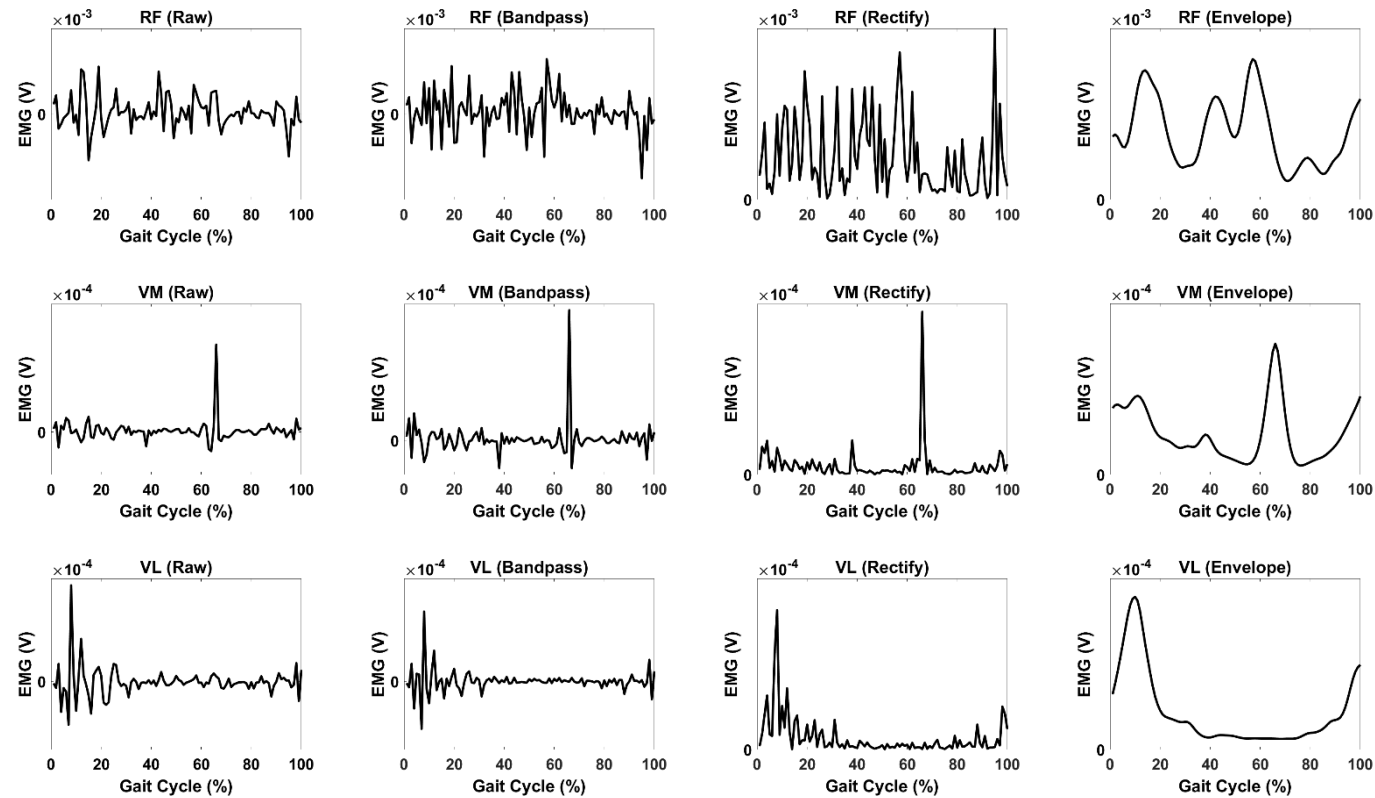 RF (Raw)
×10-3
EMG (V)
0
0 20 40 60 80 100
Gait Cycle (%)
RF (Bandpass)
×10-3
EMG (V)
0
0 20 40 60 80 100
Gait Cycle (%)
RF (Rectify)
×10-3
EMG (V)
0
0 20 40 60 80 100
Gait Cycle (%)
RF (Envelope)
×10-3
EMG (V)
0
0 20 40 60 80 100
Gait Cycle (%)
VM (Raw)
×10-4
EMG (V)
0
0 20 40 60 80 100
Gait Cycle (%)
VM (Bandpass)
×10-4
EMG (V)
0
0 20 40 60 80 100
Gait Cycle (%)
VM (Rectify)
×10-4
EMG (V)
0
0 20 40 60 80 100
Gait Cycle (%)
VM (Envelope)
×10-4
EMG (V)
0
0 20 40 60 80 100
Gait Cycle (%)
VL (Raw)
×10-4
EMG (V)
0
0 20 40 60 80 100
Gait Cycle (%)
VL (Bandpass)
×10-4
EMG (V)
0
0 20 40 60 80 100
Gait Cycle (%)
VL (Rectify)
×10-4
EMG (V)
0
0 20 40 60 80 100
Gait Cycle (%)
VL (Envelope)
×10-4
EMG (V)
0
0 20 40 60 80 100
Gait Cycle (%)